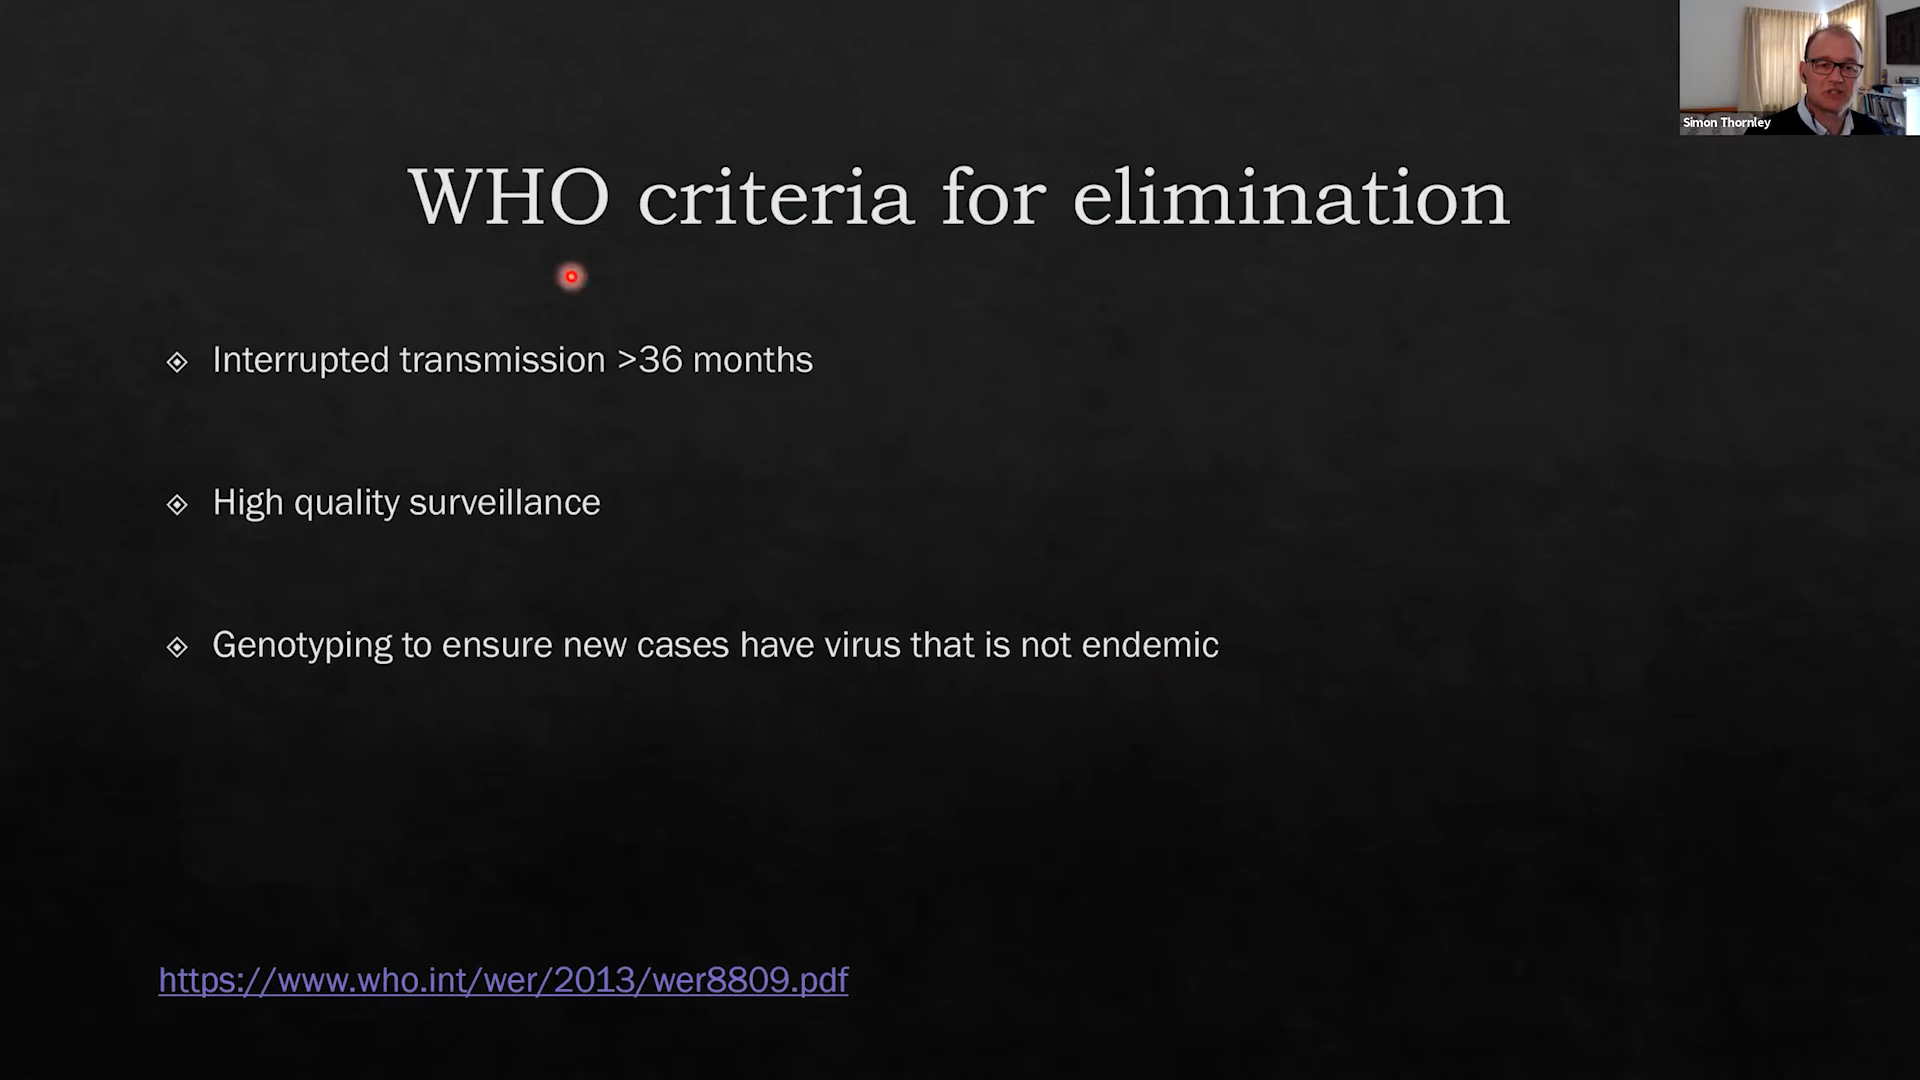 Simon Thornley
WHO criteria for elimination
Interrupted transmission >36 months
High quality surveillance
Genotyping to ensure new cases have virus that is not endemic
https://www.who.int/wer/2013/wer8809.pdf